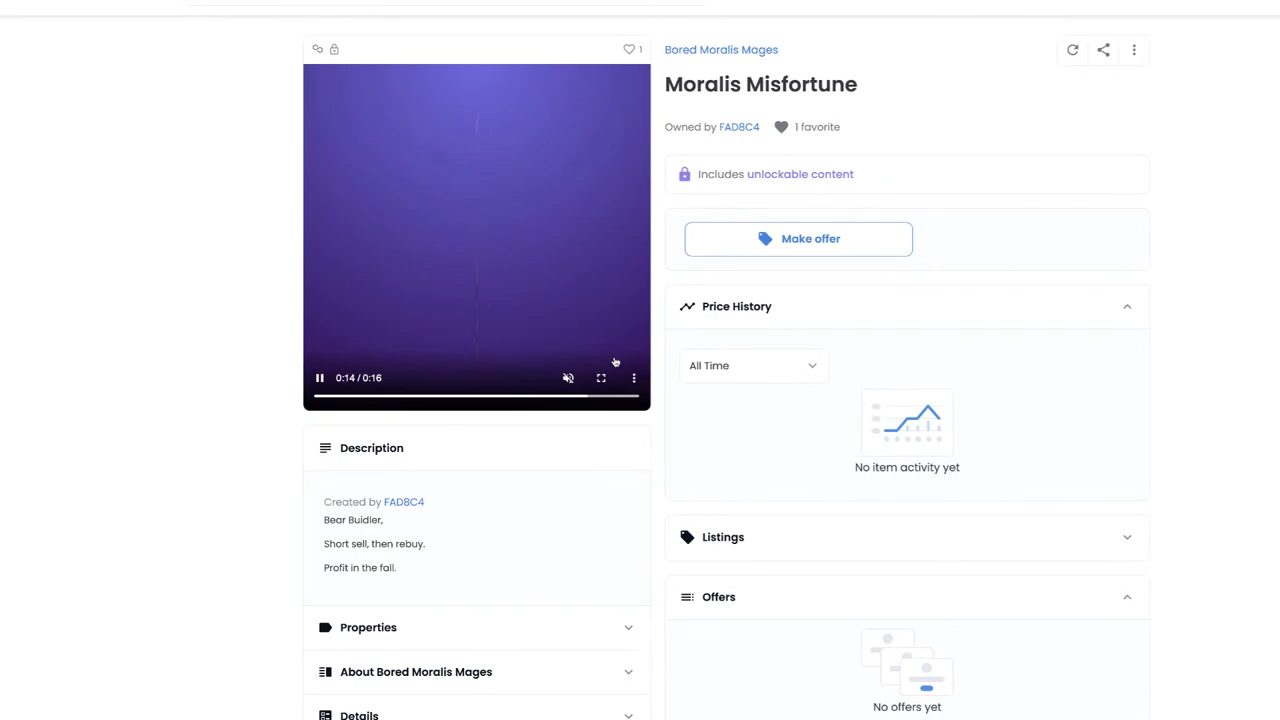 1
Bored Moralis Mages
Moralis Misfortune
Owned by FAD8C4 1 favorite
Includes unlockable content
Make offer
Price History
All Time
No item activity yet
Listings
Offers
No offers yet
0:14 / 0:16
Description
Created by FAD8C4
Bear Buidler,
Short sell, then rebuy.
Profit in the fall.
Properties
About Bored Moralis Mages
Details